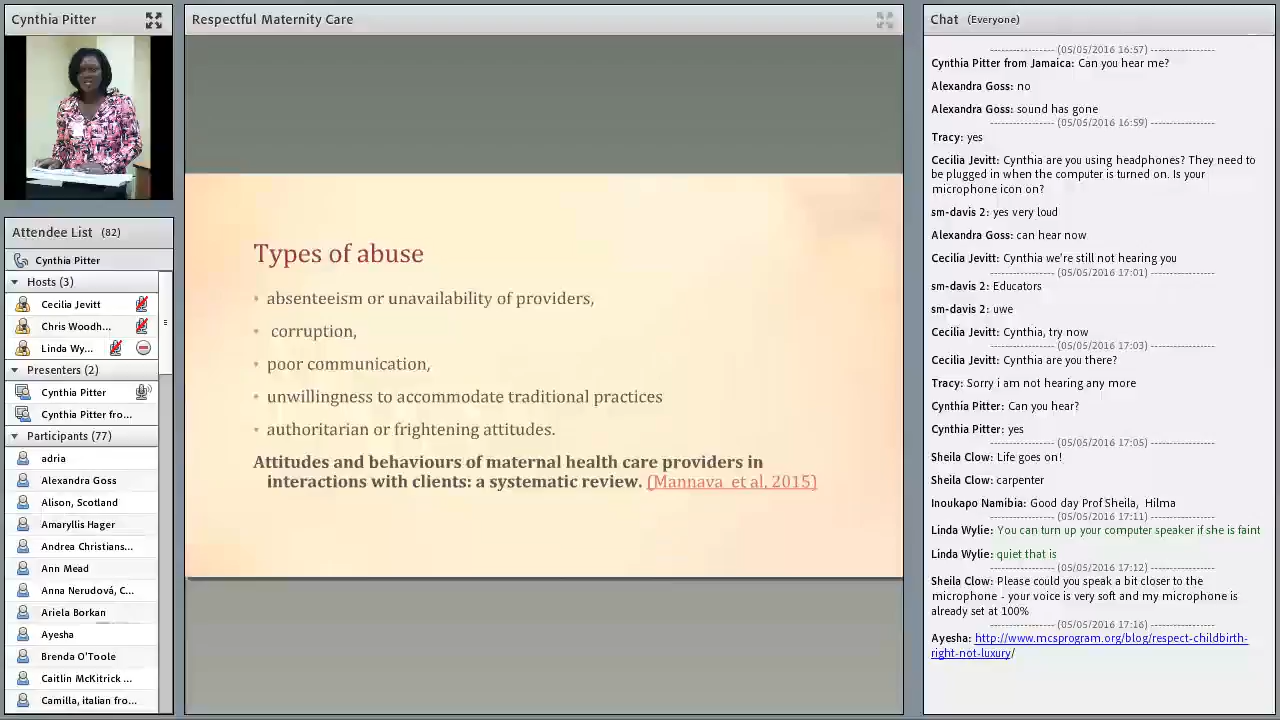 Cynthia Pitter
Attendee List (82)
Cynthia Pitter
Hosts (3)
Cecilia Jevitt
Chris Woodh...
Linda Wy...
Presenters (2)
Cynthia Pitter
Cynthia Pitter fro...
Participants (77)
adria
Alexandra Goss
Alison, Scotland
Amaryllis Hager
Andrea Christians...
Ann Mead
Anna Nerudová, C...
Ariela Borkan
Ayesha
Brenda O'Toole
Caitlin McKitrick ...
Camilla, italian fro...
Respectful Maternity Care
Types of abuse
• absenteeism or unavailability of providers,
• corruption,
• poor communication,
• unwillingness to accommodate traditional practices
• authoritarian or frightening attitudes.
Attitudes and behaviours of maternal health care providers in
interactions with clients: a systematic review. (Mannava et al, 2015)
Chat (Everyone)
---------------- (05/05/2016 16:57) ----------------
Cynthia Pitter from Jamaica: Can you hear me?
Alexandra Goss: no
Alexandra Goss: sound has gone
---------------- (05/05/2016 16:59) ----------------
Tracy: yes
Cecilia Jevitt: Cynthia are you using headphones? They need to
be plugged in when the computer is turned on. Is your
microphone icon on?
sm-davis 2: yes very loud
Alexandra Goss: can hear now
Cecilia Jevitt: Cynthia we're still not hearing you
---------------- (05/05/2016 17:01) ----------------
sm-davis 2: Educators
sm-davis 2: uwe
Cecilia Jevitt: Cynthia, try now
---------------- (05/05/2016 17:03) ----------------
Cecilia Jevitt: Cynthia are you there?
Tracy: Sorry i am not hearing any more
Cynthia Pitter: Can you hear?
Cynthia Pitter: yes
---------------- (05/05/2016 17:05) ----------------
Sheila Clow: Life goes on!
Sheila Clow: carpenter
Inoukapo Namibia: Good day Prof Sheila, Hilma
---------------- (05/05/2016 17:11) ----------------
Linda Wylie: You can turn up your computer speaker if she is faint
Linda Wylie: quiet that is
---------------- (05/05/2016 17:12) ----------------
Sheila Clow: Please could you speak a bit closer to the
microphone - your voice is very soft and my microphone is
already set at 100%
---------------- (05/05/2016 17:16) ----------------
Ayesha: http://www.mcsprogram.org/blog/respect-childbirth-
right-not-luxury/